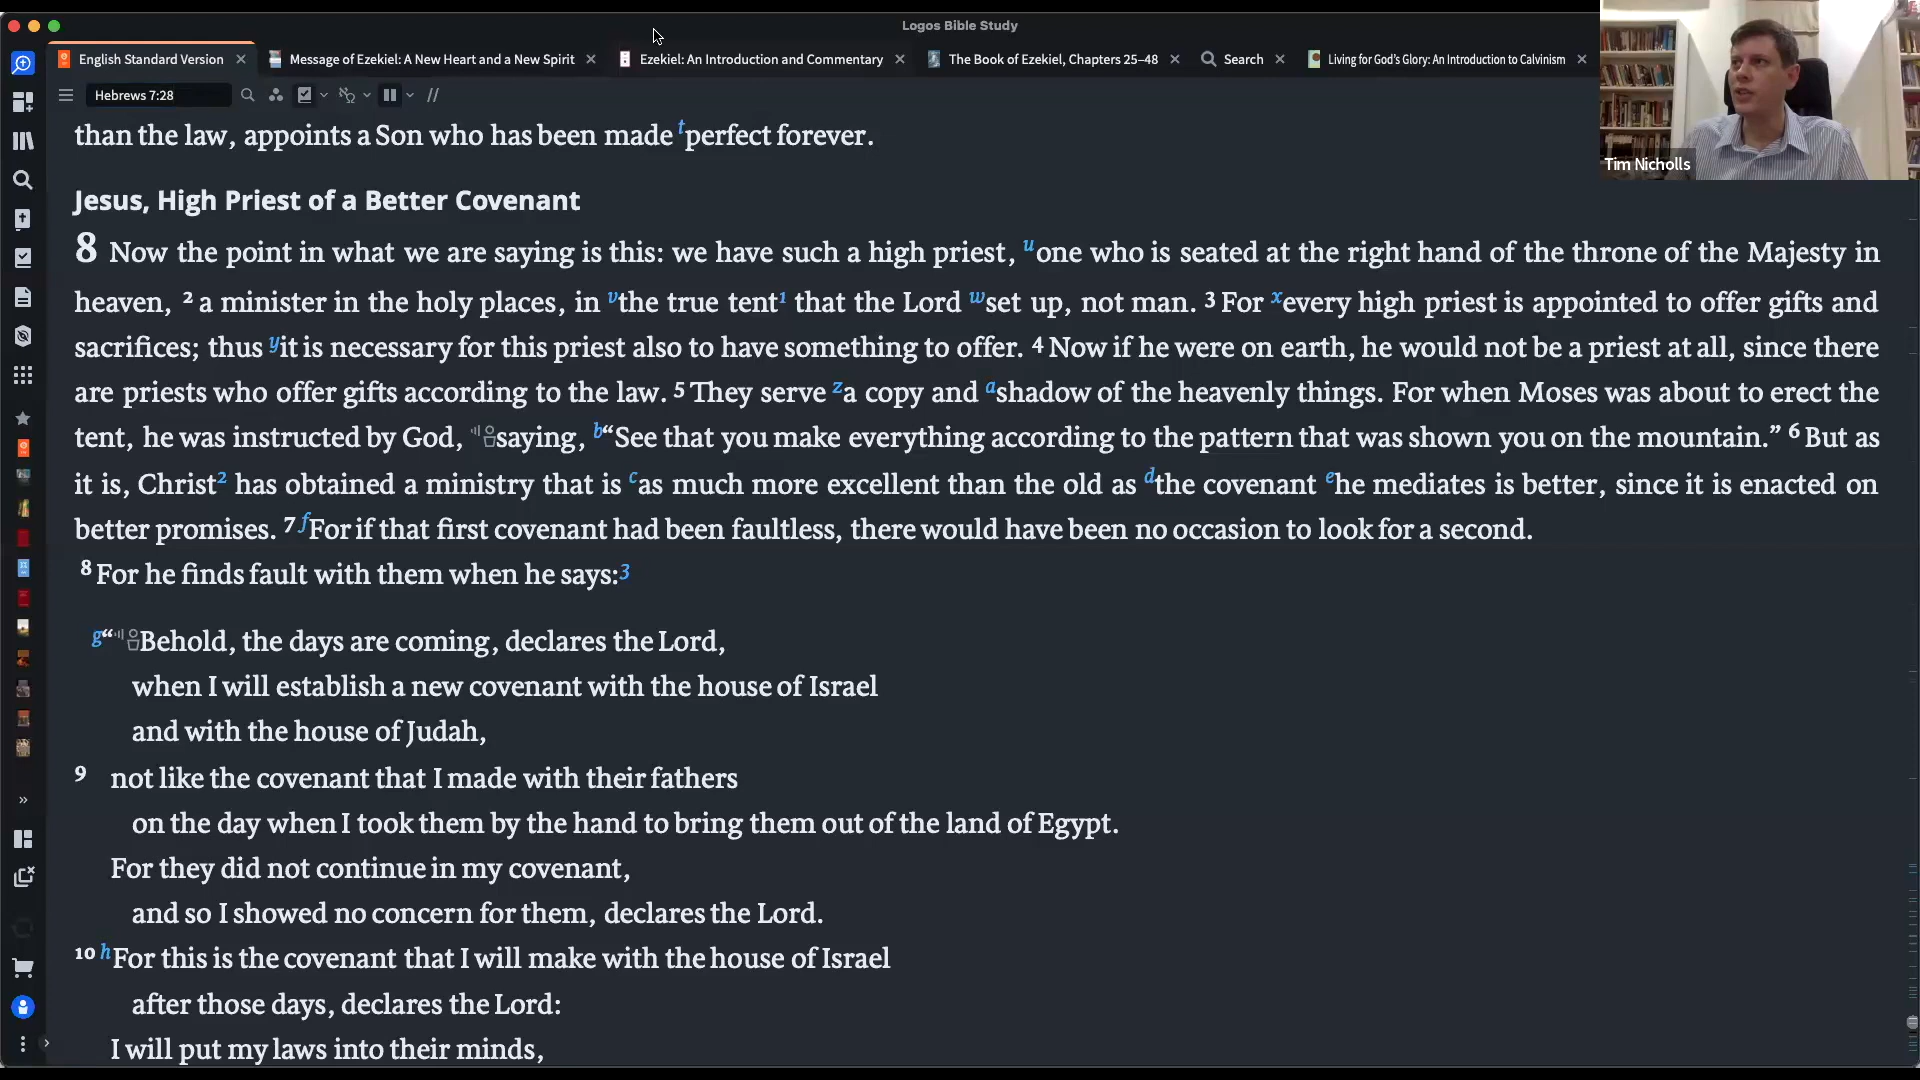 Logos Bible Study
English Standard Version
Message of Ezekiel: A New Heart and a New Spirit
Ezekiel: An Introduction and Commentary
The Book of Ezekiel, Chapters 25–48
Search
Living for God's Glory: An Introduction to Calvinism
Hebrews 7:28
Tim Nicholls
than the law, appoints a Son who has been made t perfect forever.
Jesus, High Priest of a Better Covenant
8 Now the point in what we are saying is this: we have such a high priest, u one who is seated at the right hand of the throne of the Majesty in
heaven, 2 a minister in the holy places, in v the true tent1 that the Lord w set up, not man. 3 For x every high priest is appointed to offer gifts and
sacrifices; thus y it is necessary for this priest also to have something to offer. 4 Now if he were on earth, he would not be a priest at all, since there
are priests who offer gifts according to the law. 5 They serve z a copy and a shadow of the heavenly things. For when Moses was about to erect the
tent, he was instructed by God, saying, b “See that you make everything according to the pattern that was shown you on the mountain.” 6 But as
it is, Christ2 has obtained a ministry that is c as much more excellent than the old as d the covenant e he mediates is better, since it is enacted on
better promises. 7 f For if that first covenant had been faultless, there would have been no occasion to look for a second.
8 For he finds fault with them when he says:3
g “Behold, the days are coming, declares the Lord,
when I will establish a new covenant with the house of Israel
and with the house of Judah,
9 not like the covenant that I made with their fathers
on the day when I took them by the hand to bring them out of the land of Egypt.
For they did not continue in my covenant,
and so I showed no concern for them, declares the Lord.
10 h For this is the covenant that I will make with the house of Israel
after those days, declares the Lord:
I will put my laws into their minds,